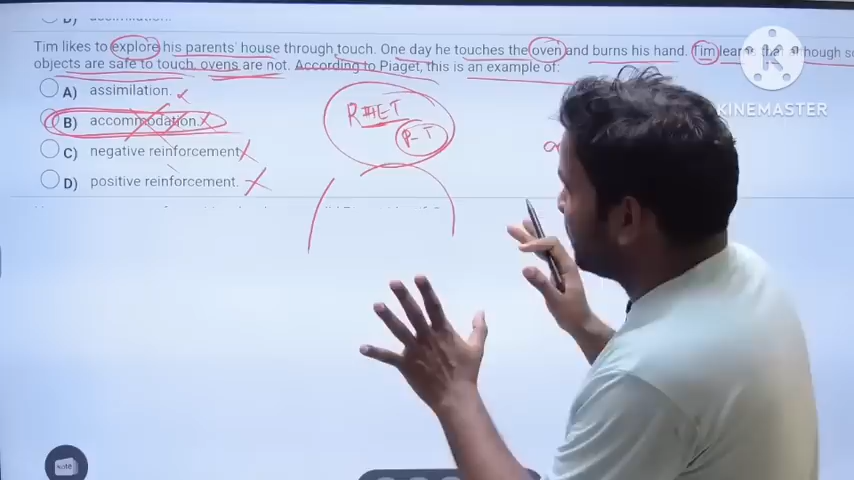 Tim likes to explore his parents' house through touch. One day he touches the oven and burns his hand. Tim
objects are safe to touch, ovens are not. According to Piaget, this is an example of:
A) assimilation.
B) accommodation.
C) negative reinforcement
D) positive reinforcement.
P-T
KINEMASTER
note